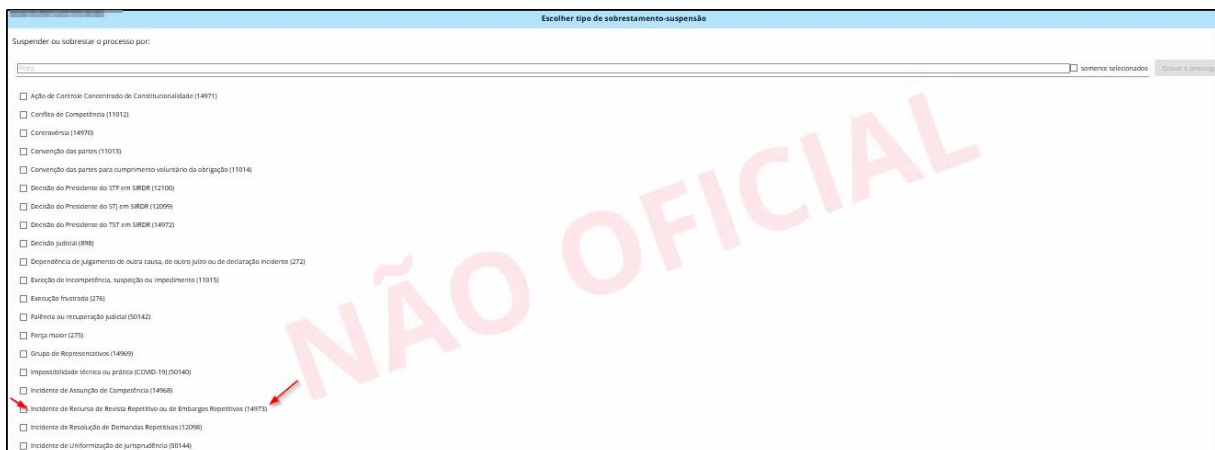 Escolher tipo de sobrestamento-suspensão
Suspender ou sobrestar o processo por:
Filtro
somente selecionados
Gravar e prosseguir
Ação de Controle Concentrado de Constitucionalidade (14971)
Conflito de Competência (11012)
Controvérsia (14970)
Convenção das partes (11013)
Convenção das partes para cumprimento voluntário da obrigação (11014)
Decisão do Presidente do STF em SIRDR (12100)
Decisão do Presidente do STJ em SIRDR (12099)
Decisão do Presidente do TST em SIRDR (14972)
Decisão judicial (898)
Dependência de julgamento de outra causa, de outro juízo ou de declaração incidente (272)
Exceção de Incompetência, suspeição ou Impedimento (11015)
Execução frustrada (276)
Falência ou recuperação judicial (50142)
Força maior (275)
Grupo de Representativos (14969)
Impossibilidade técnica ou prática (COVID-19) (50140)
Incidente de Assunção de Competência (14968)
Incidente de Recurso de Revista Repetitivo ou de Embargos Repetitivos (14973)
Incidente de Resolução de Demandas Repetitivas (12098)
Incidente de Uniformização de Jurisprudência (50144)
NÃO OFICIAL